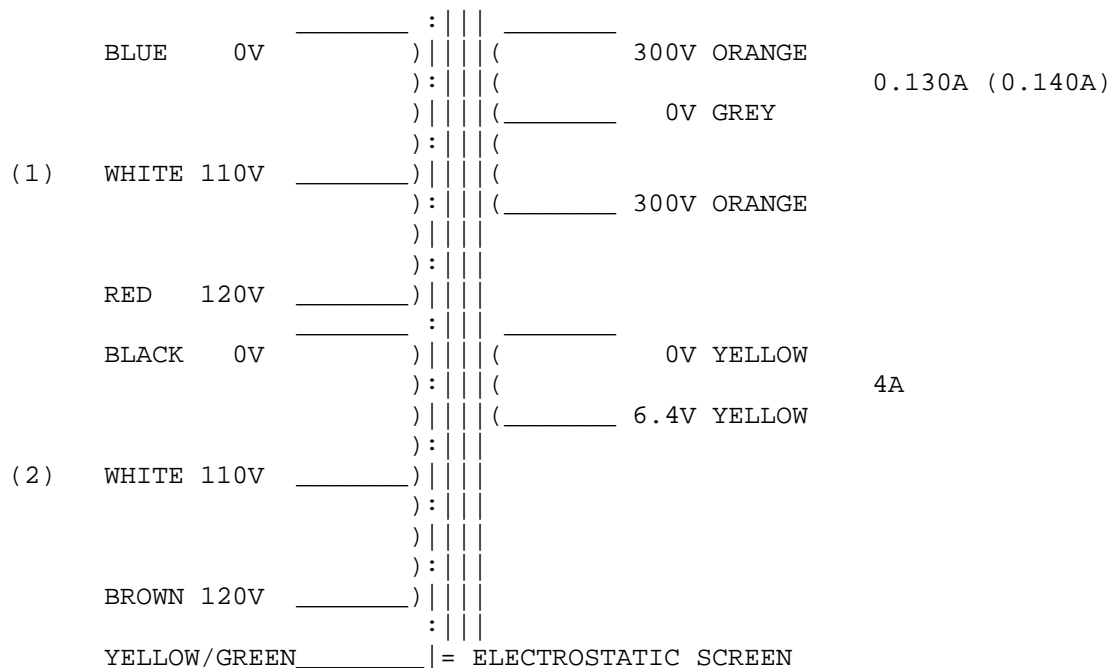 BLUE 0V 300V ORANGE
0.130A (0.140A)
0V GREY
(1) WHITE 110V
300V ORANGE
RED 120V
BLACK 0V 0V YELLOW
4A
6.4V YELLOW
(2) WHITE 110V
BROWN 120V
YELLOW/GREEN = ELECTROSTATIC SCREEN